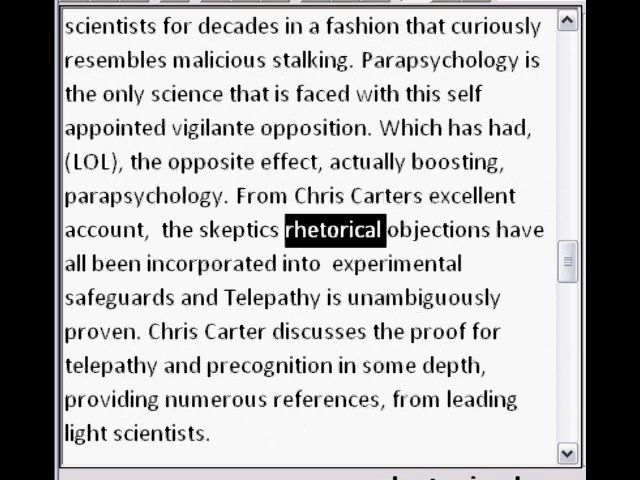 scientists for decades in a fashion that curiously
resembles malicious stalking. Parapsychology is
the only science that is faced with this self
appointed vigilante opposition. Which has had,
(LOL), the opposite effect, actually boosting,
parapsychology. From Chris Carters excellent
account,  the skeptics rhetorical objections have
all been incorporated into  experimental
safeguards and Telepathy is unambiguously
proven. Chris Carter discusses the proof for
telepathy and precognition in some depth,
providing numerous references, from leading
light scientists.